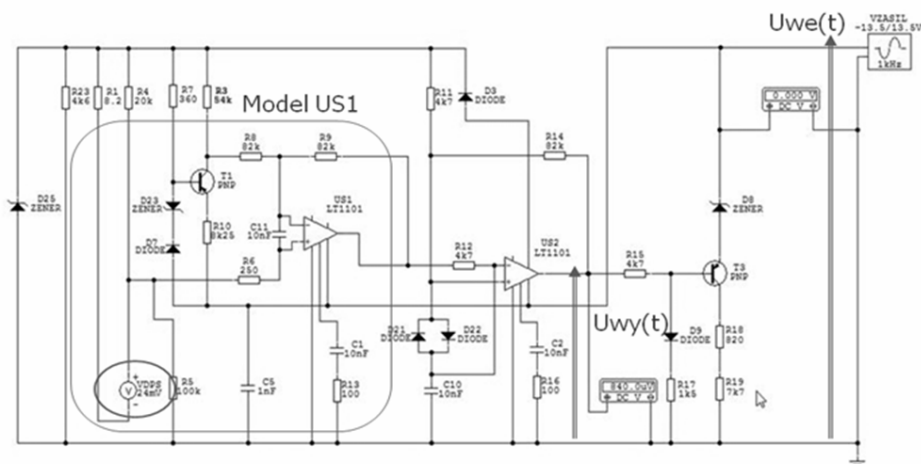 Uwe(t)
VZASIL
-13.5/13.5V
1kHz
R23
4k6
R1
8.2
R4
20k
R7
360
R3
54k
Model US1
R11
4k7
D3
DIODE
0.000 V
DC V
R8
82k
R9
82k
R14
82k
T1
PNP
D25
ZENER
D23
ZENER
US1
LT1101
D8
ZENER
R10
8k25
C11
10nF
D7
DIODE
R12
4k7
US2
LT1101
R15
4k7
T3
PNP
R6
250
Uwy(t)
D21
DIODE
D22
DIODE
D9
DIODE
R18
820
C1
10nF
C2
10nF
VDPS
24mV
V
R5
100k
C5
1nF
R13
100
C10
10nF
R16
100
840.0uV
DC V
R17
1k5
R19
7k7